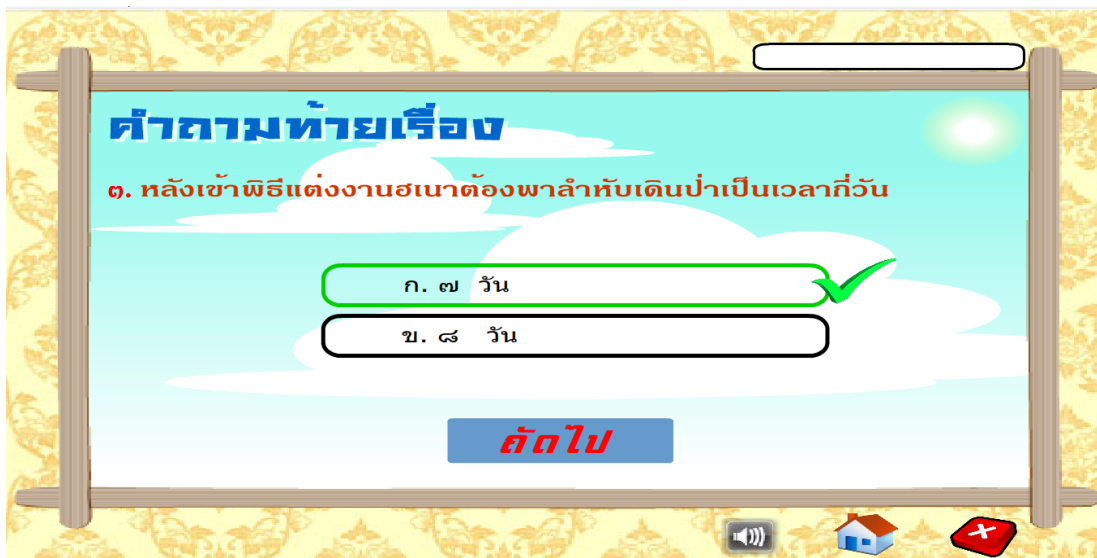 คำถามท้ายเรื่อง
๓. หลังเข้าพิธีแต่งงานฮเนาต้องพาลำหับเดินป่าเป็นเวลากี่วัน
ก. ๗ วัน
ข. ๘ วัน
ถัดไป